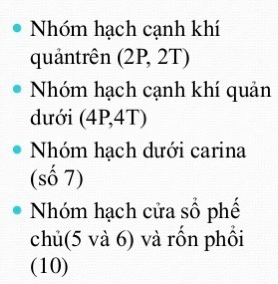 Nhóm hạch cạnh khí
quảntrên (2P, 2T)
Nhóm hạch cạnh khí quản
dưới (4P,4T)
Nhóm hạch dưới carina
(số 7)
Nhóm hạch cửa sổ phế
chủ(5 và 6) và rốn phổi
(10)